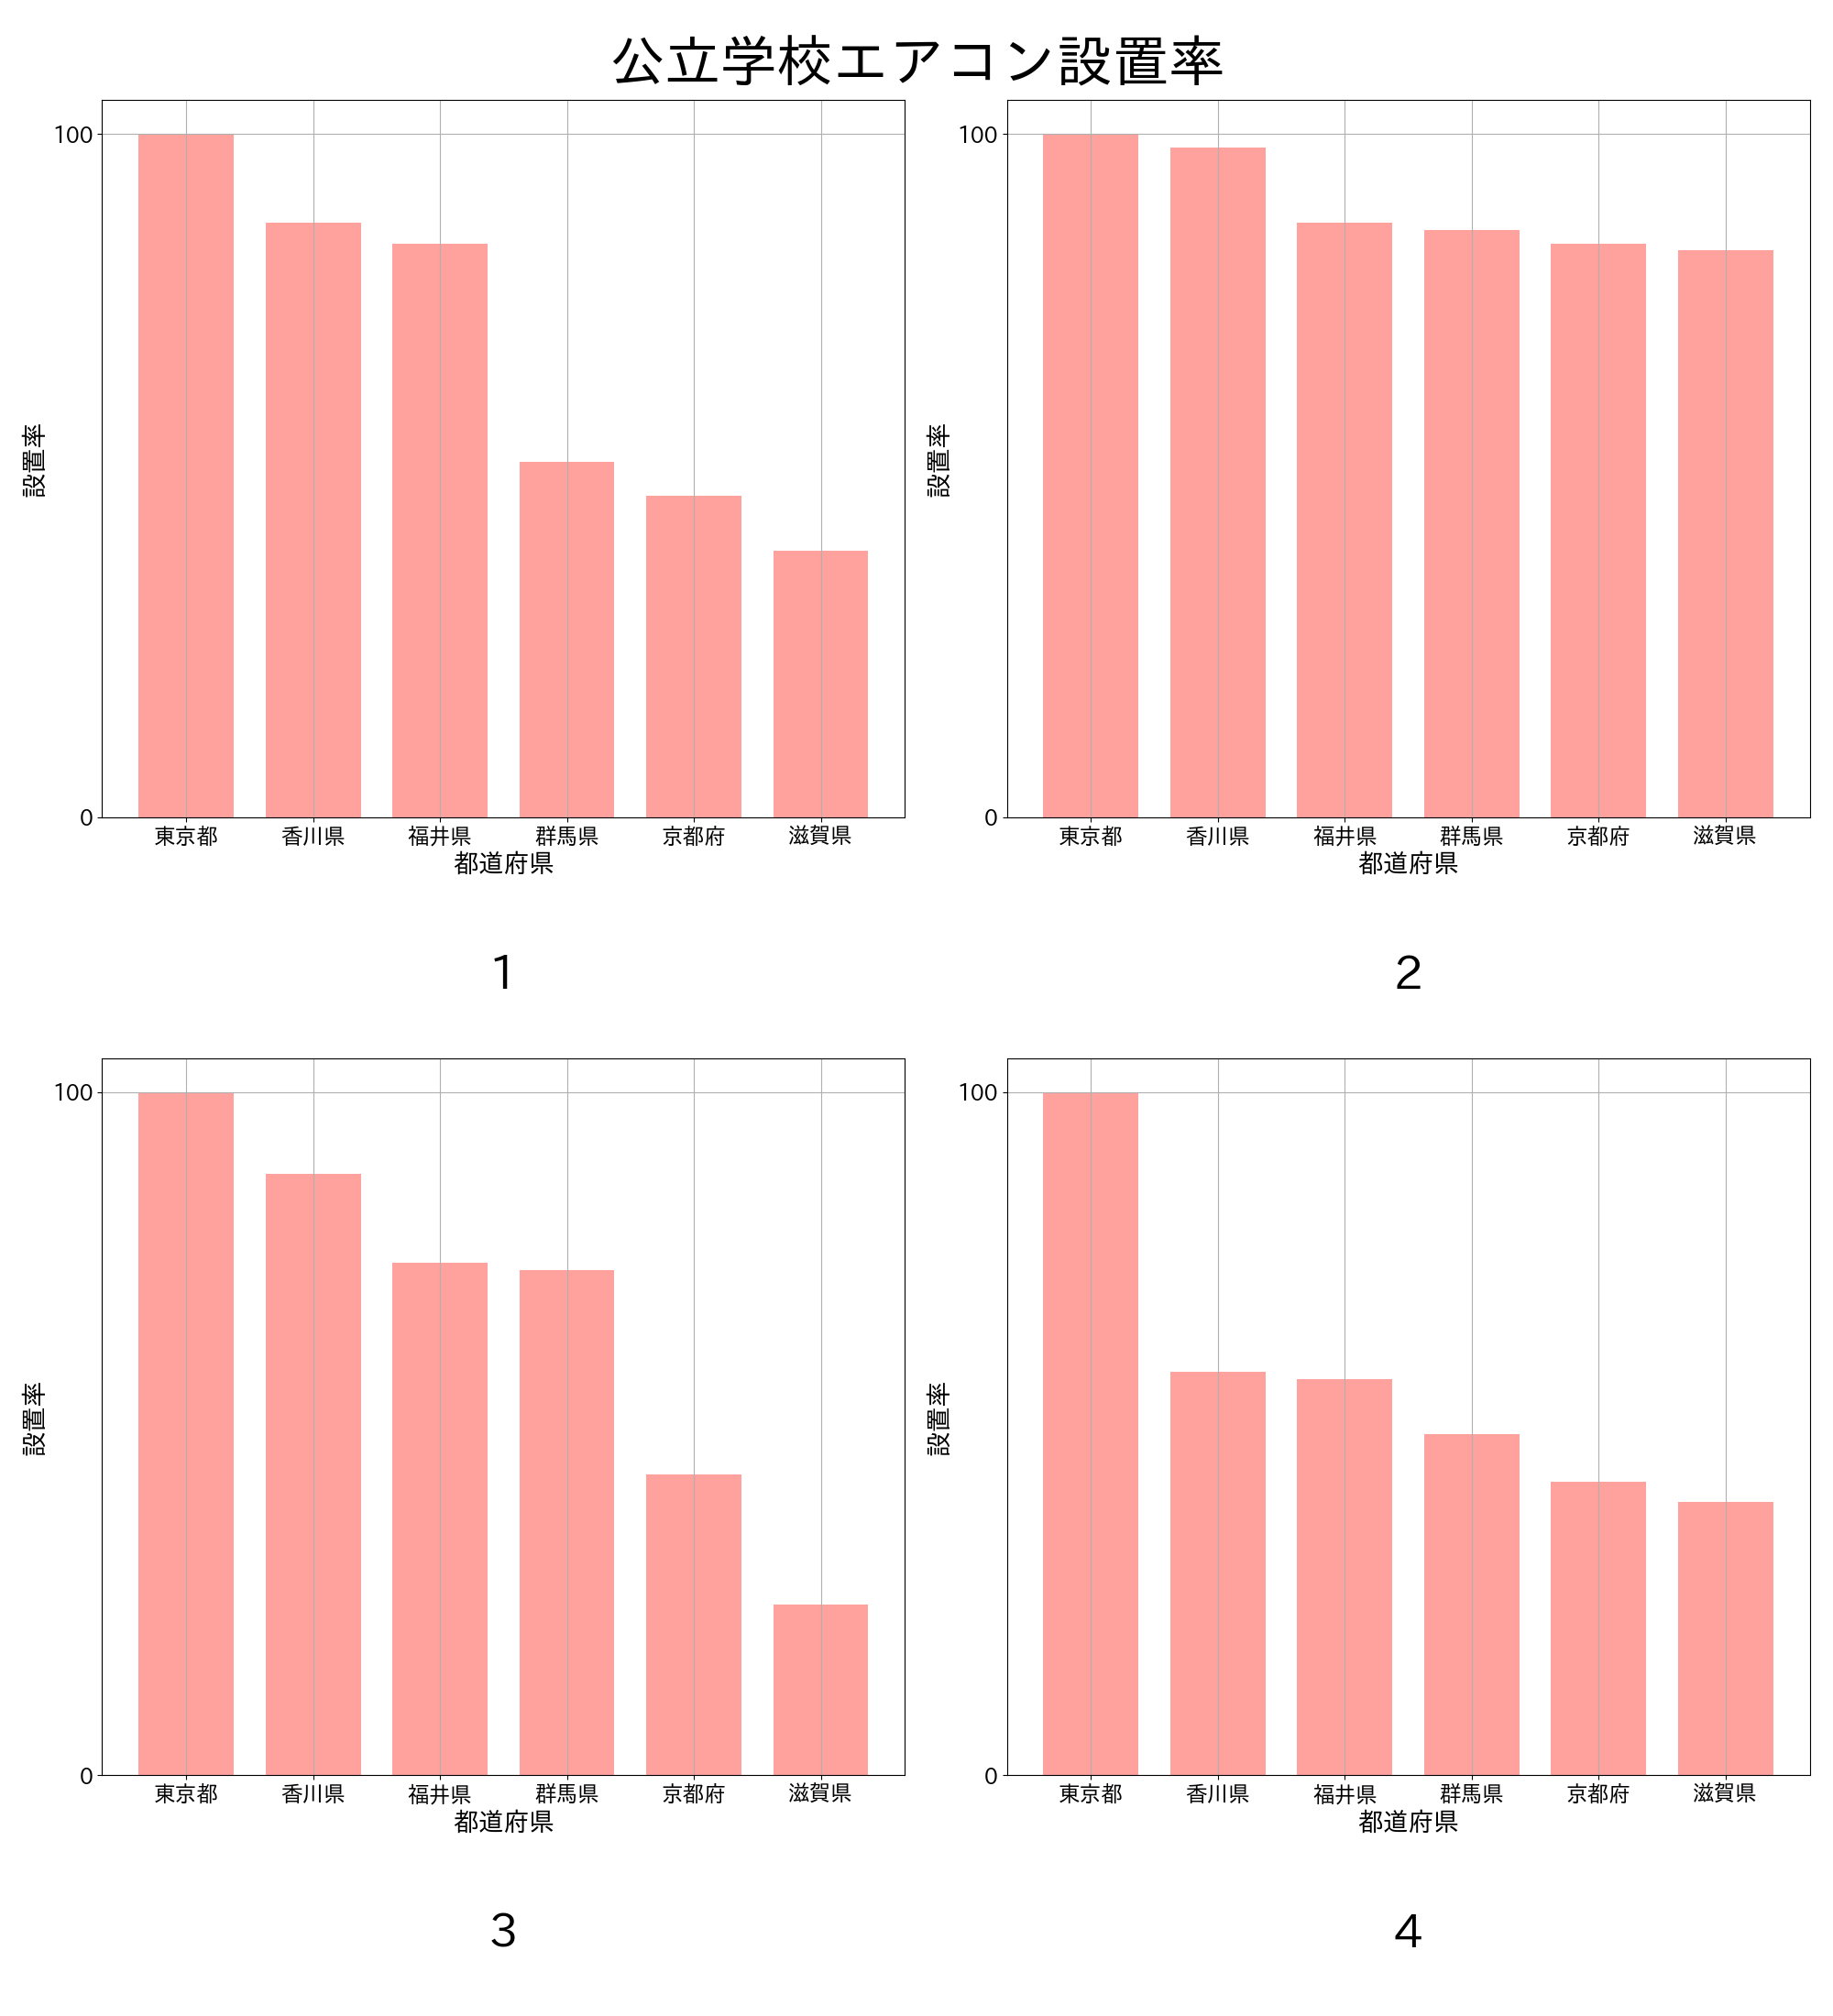 公立学校エアコン設置率
100
0
設置率
東京都 香川県 福井県 群馬県 京都府 滋賀県
都道府県
1
100
0
設置率
東京都 香川県 福井県 群馬県 京都府 滋賀県
都道府県
2
100
0
設置率
東京都 香川県 福井県 群馬県 京都府 滋賀県
都道府県
3
100
0
設置率
東京都 香川県 福井県 群馬県 京都府 滋賀県
都道府県
4